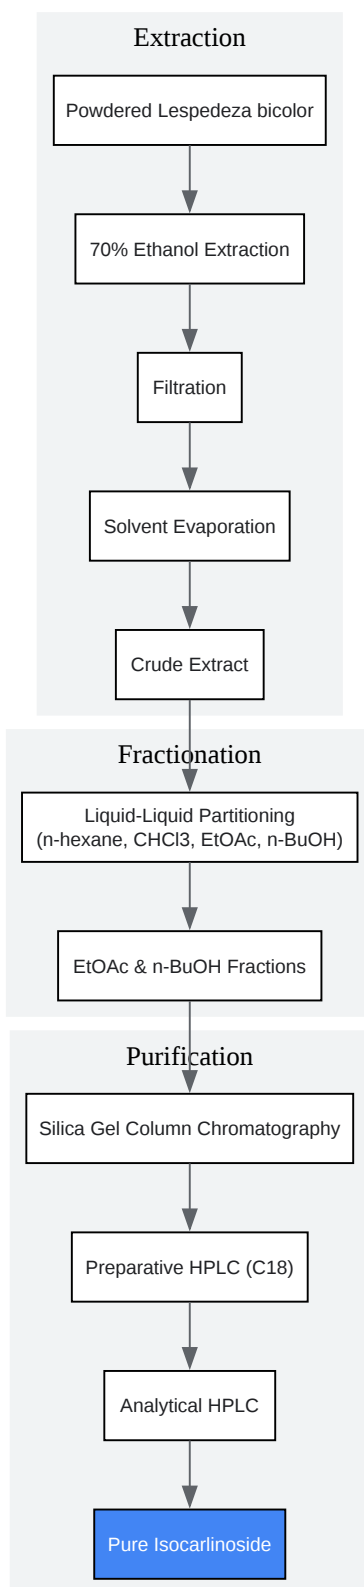 Extraction
Powdered Lespedeza bicolor
70% Ethanol Extraction
Filtration
Solvent Evaporation
Crude Extract
Fractionation
Liquid-Liquid Partitioning
(n-hexane, CHCl3, EtOAc, n-BuOH)
EtOAc & n-BuOH Fractions
Purification
Silica Gel Column Chromatography
Preparative HPLC (C18)
Analytical HPLC
Pure Isocarlinoside